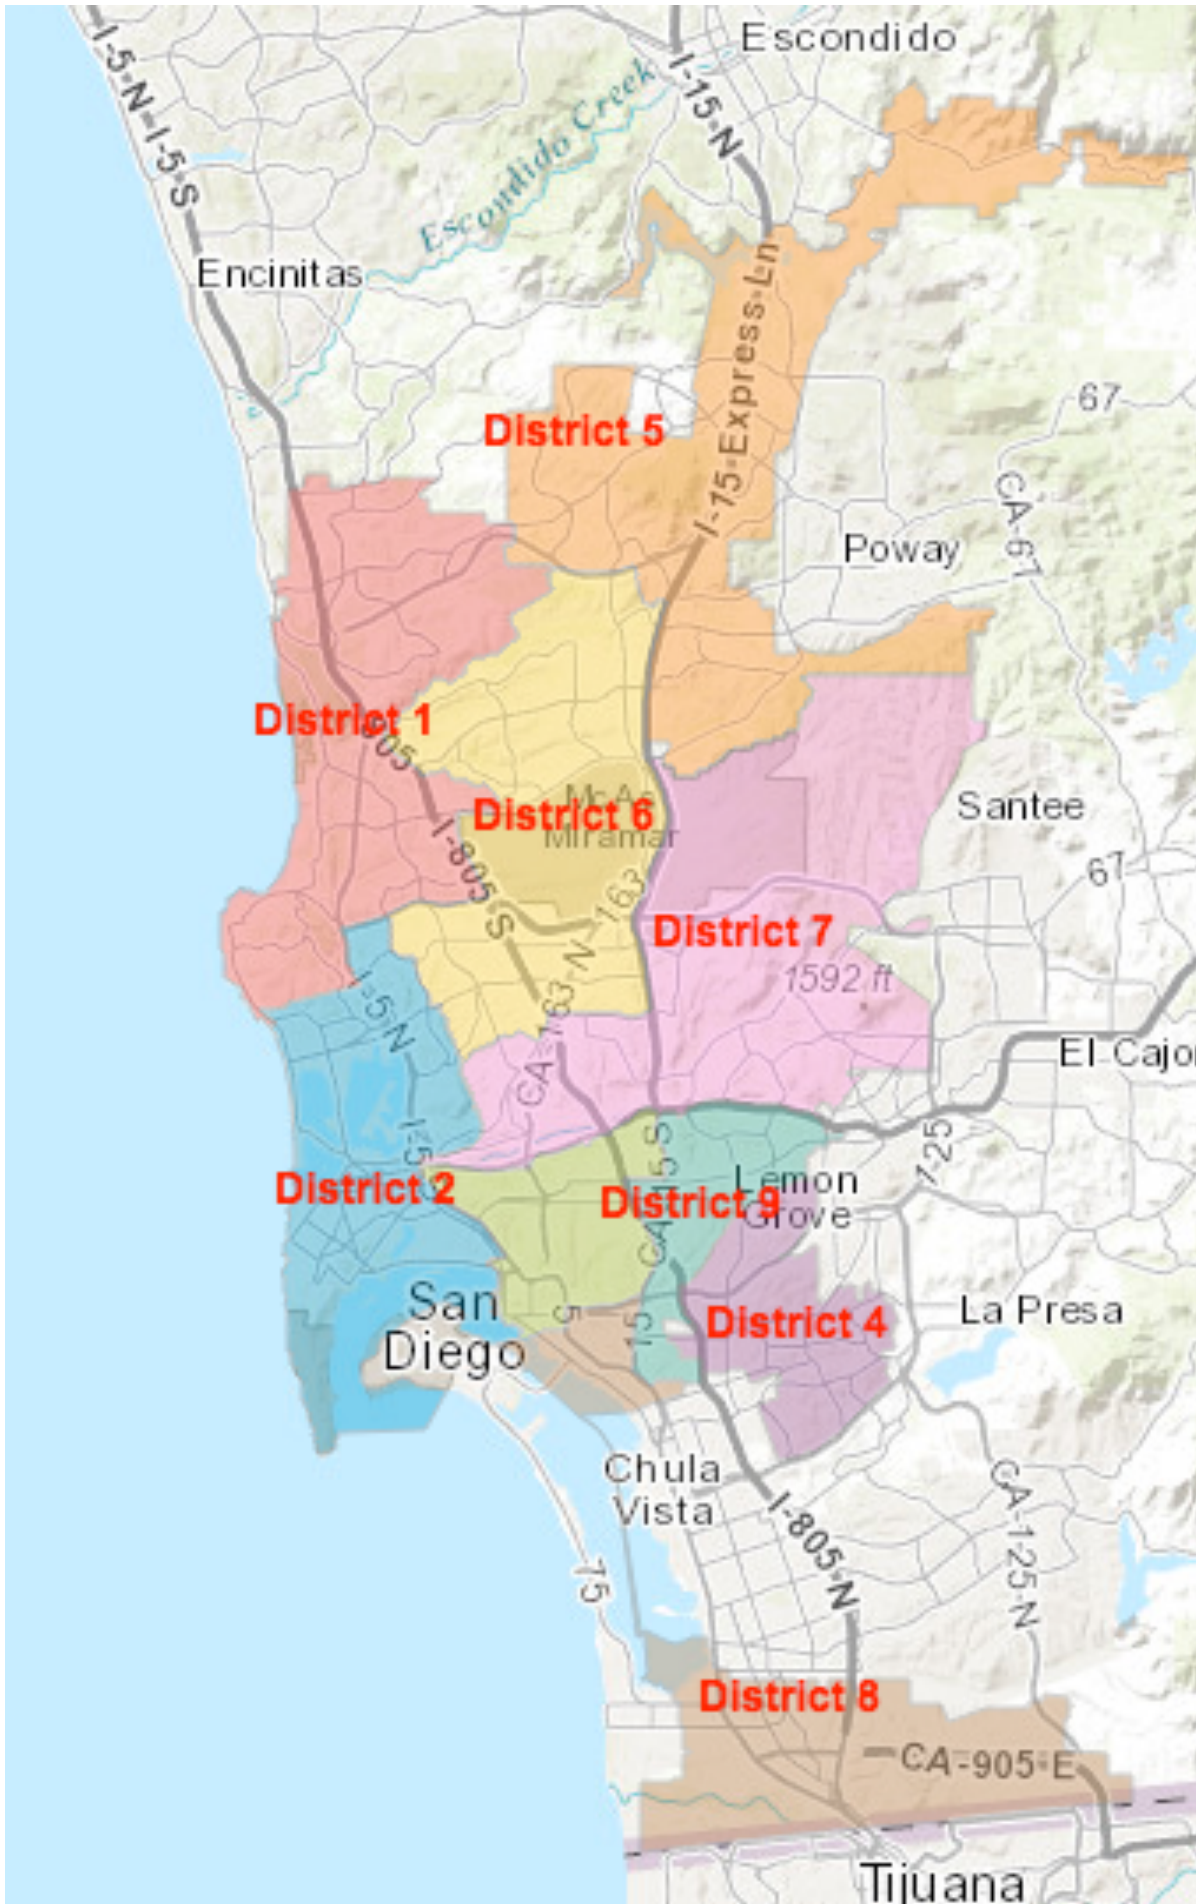 Escondido
I-5-N-I-5-S
I-15-N
Escondido Creek
Encinitas
I-15-Express-Ln
67
District 5
CA-67
Poway
District 1
805
McAs
Miramar
District 6
Santee
I-805-S
67
163
District 7
1592 ft
I-5 N
CA-163-N
El Cajo
I-5
CA-15-S
125
District 2
Lemon
Grove
District 9
San
Diego
5
15
La Presa
District 4
Chula
Vista
I-805-N
CA-125-N
75
District 8
CA-905-E
Tijuana